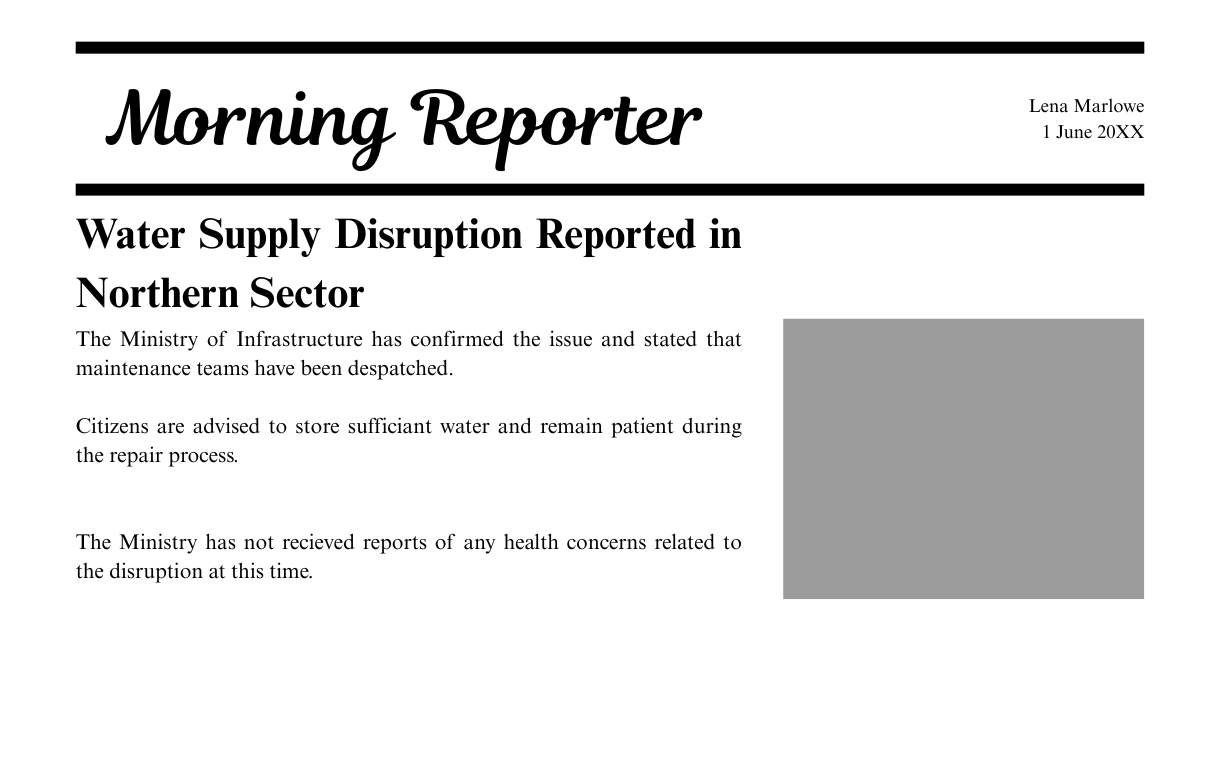 Morning Reporter
Lena Marlowe
1 June 20XX
Water Supply Disruption Reported in
Northern Sector
The Ministry of Infrastructure has confirmed the issue and stated that
maintenance teams have been despatched.
Citizens are advised to store sufficiant water and remain patient during
the repair process.
The Ministry has not recieved reports of any health concerns related to
the disruption at this time.